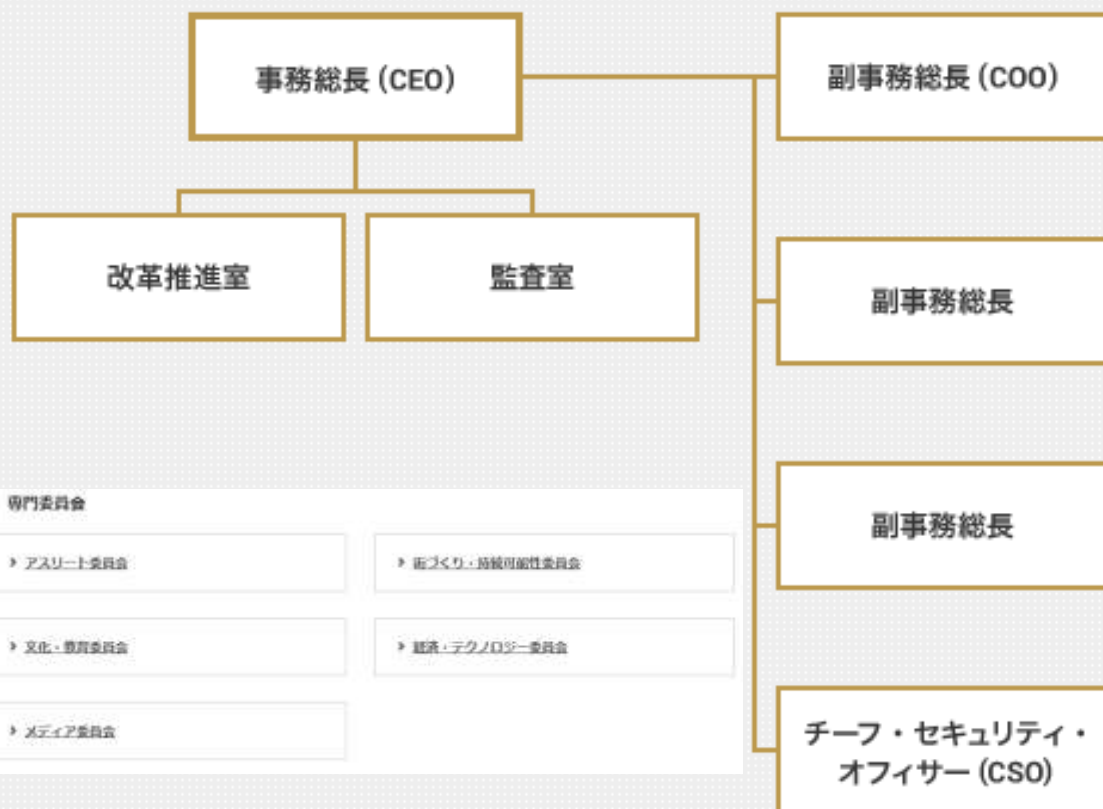 事務総長 (CEO)
副事務総長 (COO)
改革推進室
監査室
副事務総長
副事務総長
専門委員会
アスリート委員会
街づくり・持続可能性委員会
文化・教育委員会
経済・テクノロジー委員会
メディア委員会
チーフ・セキュリティ・
オフィサー (CSO)